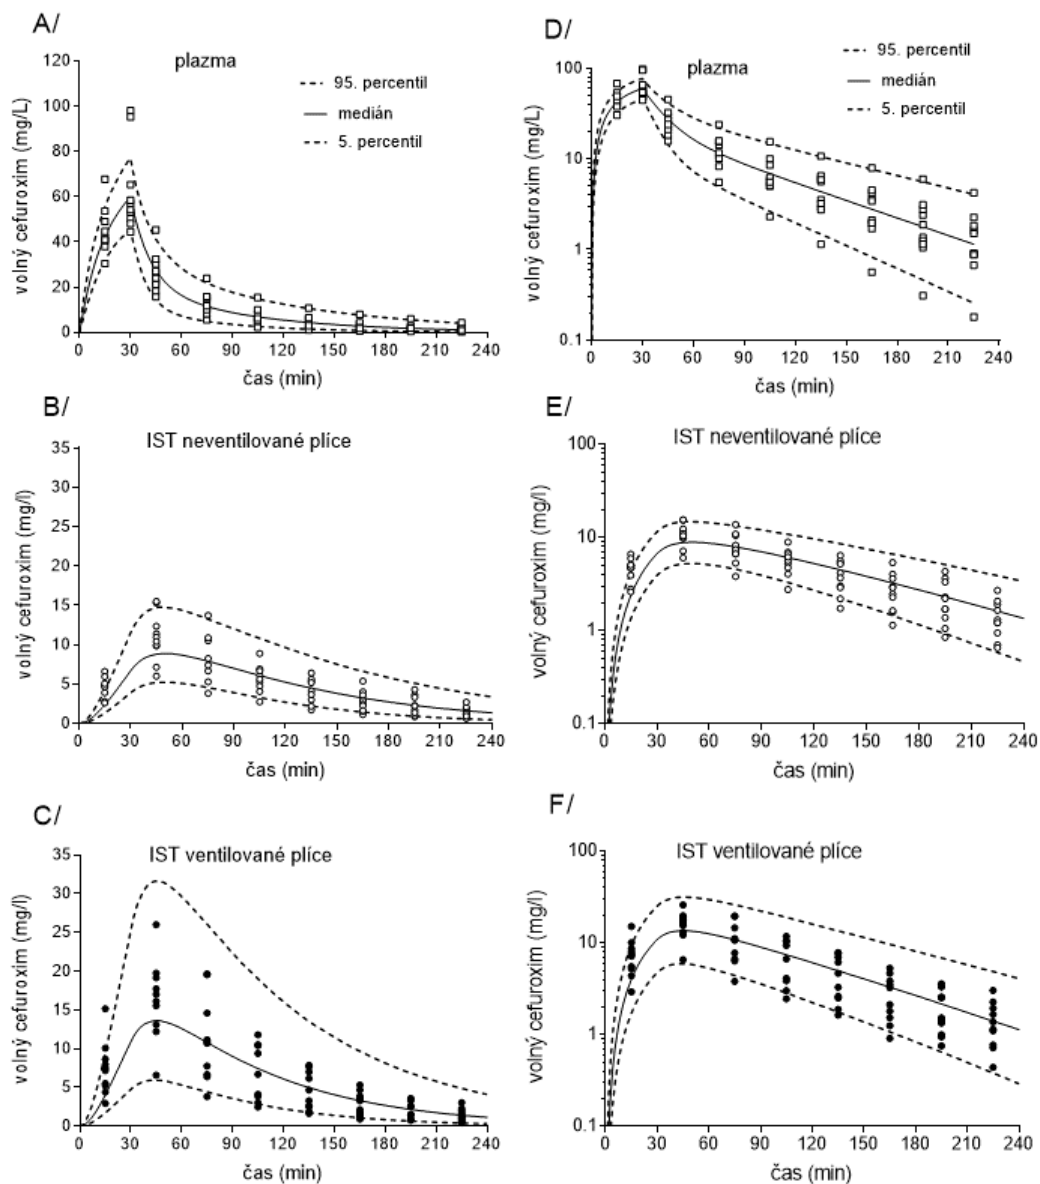 A/
plazma
95. percentil
medián
5. percentil
volný cefuroxim (mg/L)
120
100
80
60
40
20
0
0 30 60 90 120 150 180 210 240
čas (min)
D/
plazma
95. percentil
medián
5. percentil
volný cefuroxim (mg/L)
100
10
1
0.1
0 30 60 90 120 150 180 210 240
čas (min)
B/
IST neventilované plíce
volný cefuroxim (mg/l)
35
30
25
20
15
10
5
0
0 30 60 90 120 150 180 210 240
čas (min)
E/
IST neventilované plíce
volný cefuroxim (mg/l)
100
10
1
0.1
0 30 60 90 120 150 180 210 240
čas (min)
C/
IST ventilované plíce
volný cefuroxim (mg/l)
35
30
25
20
15
10
5
0
0 30 60 90 120 150 180 210 240
čas (min)
F/
IST ventilované plíce
volný cefuroxim (mg/l)
100
10
1
0.1
0 30 60 90 120 150 180 210 240
čas (min)